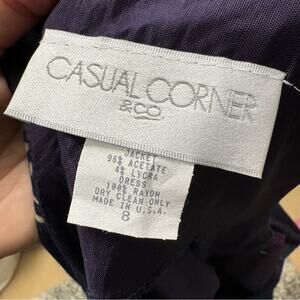 CASUAL CORNER
&CO.
JACKET
96% ACETATE
4% LYCRA
DRESS
100% RAYON
DRY CLEAN ONLY
MADE IN U.S.A.
8